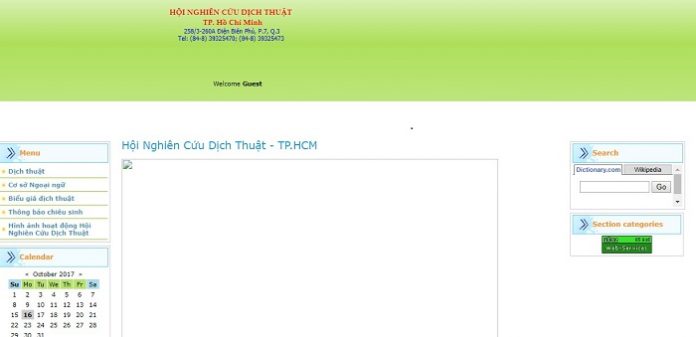 HỘI NGHIÊN CỨU DỊCH THUẬT
TP. Hồ Chí Minh
258/3-260A Điện Biên Phủ, P.7, Q.3
Tel: (84-8) 39325470; (84-8) 39325473
Welcome Guest
Menu
Dịch thuật
Cơ sở Ngoại ngữ
Biểu giá dịch thuật
Thông báo chiêu sinh
Hình ảnh hoạt động Hội
Nghiên Cứu Dịch Thuật
Calendar
« October 2017 »
Su Mo Tu We Th Fr Sa
1 2 3 4 5 6 7
8 9 10 11 12 13 14
15 16 17 18 19 20 21
22 23 24 25 26 27 28
29 30 31
Hội Nghiên Cứu Dịch Thuật - TP.HCM
Search
Dictionary.com Wikipedia
Go
Section categories
Web-Services